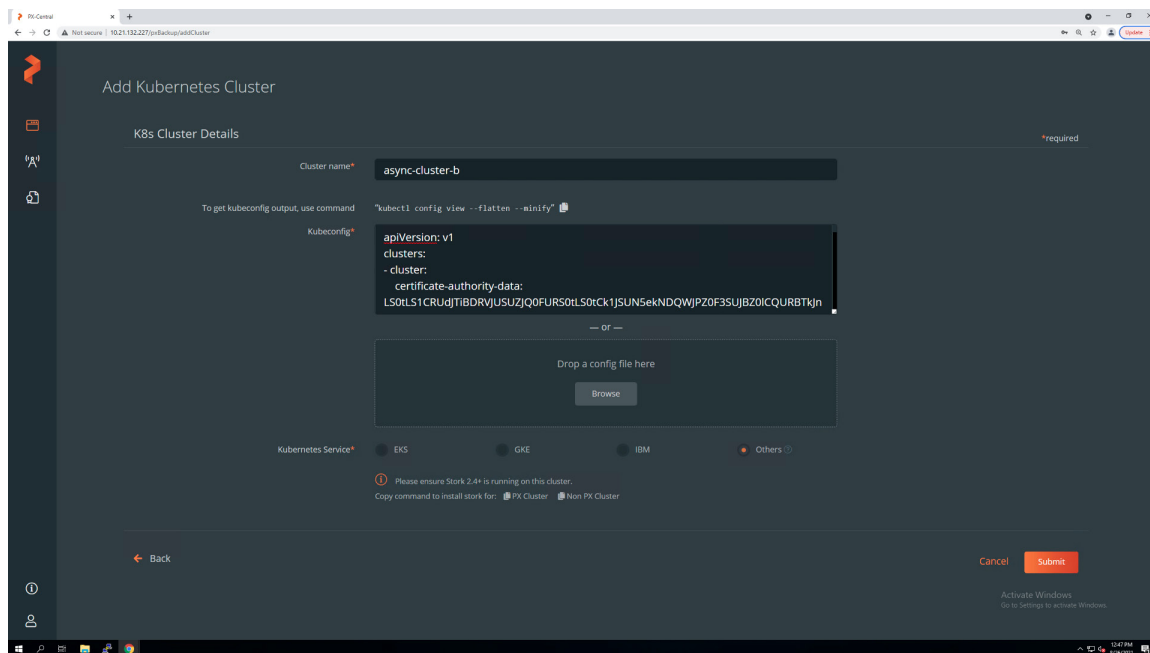 PX-Central
Not secure | 10.21.132.227/pxBackup/addCluster
Update
Add Kubernetes Cluster
K8s Cluster Details
*required
Cluster name*
async-cluster-b
To get kubeconfig output, use command
"kubectl config view --flatten --minify"
Kubeconfig*
apiVersion: v1
clusters:
- cluster:
certificate-authority-data:
— or —
Drop a config file here
Browse
Kubernetes Service*
EKS
GKE
IBM
Others
Please ensure Stork 2.4+ is running on this cluster.
Copy command to install stork for: PX Cluster Non PX Cluster
Back
Cancel
Submit
Activate Windows
Go to Settings to activate Windows.
12:47 PM